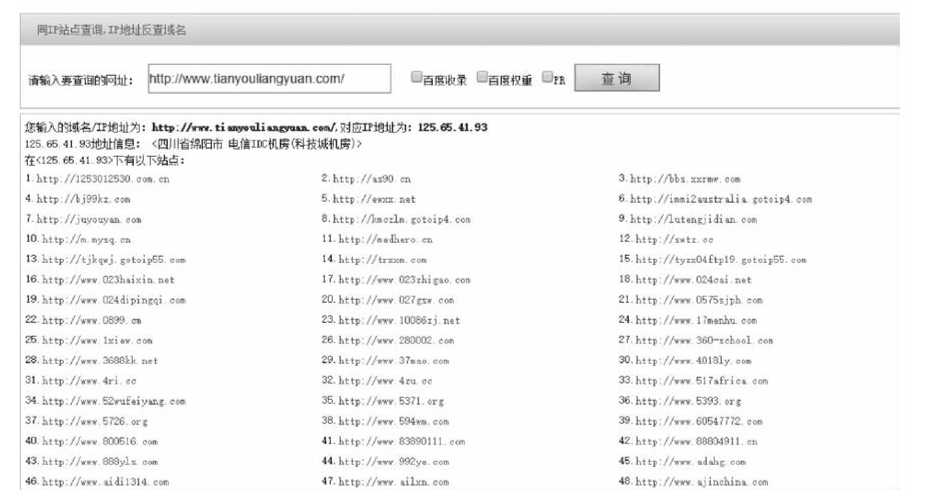 同IP站点查询,IP地址反查域名
请输入要查询的网址: http://www.tianyouliangyuan.com/ 百度收录 百度权重 PR 查询
您输入的域名/IP地址为: http://www.tianyouliangyuan.com/,对应IP地址为: 125.65.41.93
125.65.41.93地址信息: <四川省绵阳市 电信IDC机房(科技城机房)>
在<125.65.41.93>下有以下站点:
1.http://1253012530.com.cn 2.http://as90.cn 3.http://bbs.xxrmw.com
4.http://bj99kz.com 5.http://ewxx.net 6.http://immi2australia.gotoip4.com
7.http://juyouyan.com 8.http://kmczlm.gotoip4.com 9.http://lutengjidian.com
10.http://m.mysq.cn 11.http://medhero.cn 12.http://swtz.cc
13.http://tjkqwj.gotoip55.com 14.http://trxxm.com 15.http://tyzx04ftp19.gotoip55.com
16.http://www.023haixin.net 17.http://www.023zhigao.com 18.http://www.024cai.net
19.http://www.024dipingqi.com 20.http://www.027gxw.com 21.http://www.0575sjph.com
22.http://www.0899.cm 23.http://www.10086zj.net 24.http://www.17menhu.com
25.http://www.1xiew.com 26.http://www.280002.com 27.http://www.360-school.com
28.http://www.3688kk.net 29.http://www.37mao.com 30.http://www.4018ly.com
31.http://www.4ri.cc 32.http://www.4zu.cc 33.http://www.517africa.com
34.http://www.52wufeiyang.com 35.http://www.5371.org 36.http://www.5393.org
37.http://www.5726.org 38.http://www.594wm.com 39.http://www.60547772.com
40.http://www.800516.com 41.http://www.83890111.com 42.http://www.88804911.cn
43.http://www.888ylz.com 44.http://www.992ye.com 45.http://www.adahg.com
46.http://www.aidi1314.com 47.http://www.ailxn.com 48.http://www.ajinchina.com